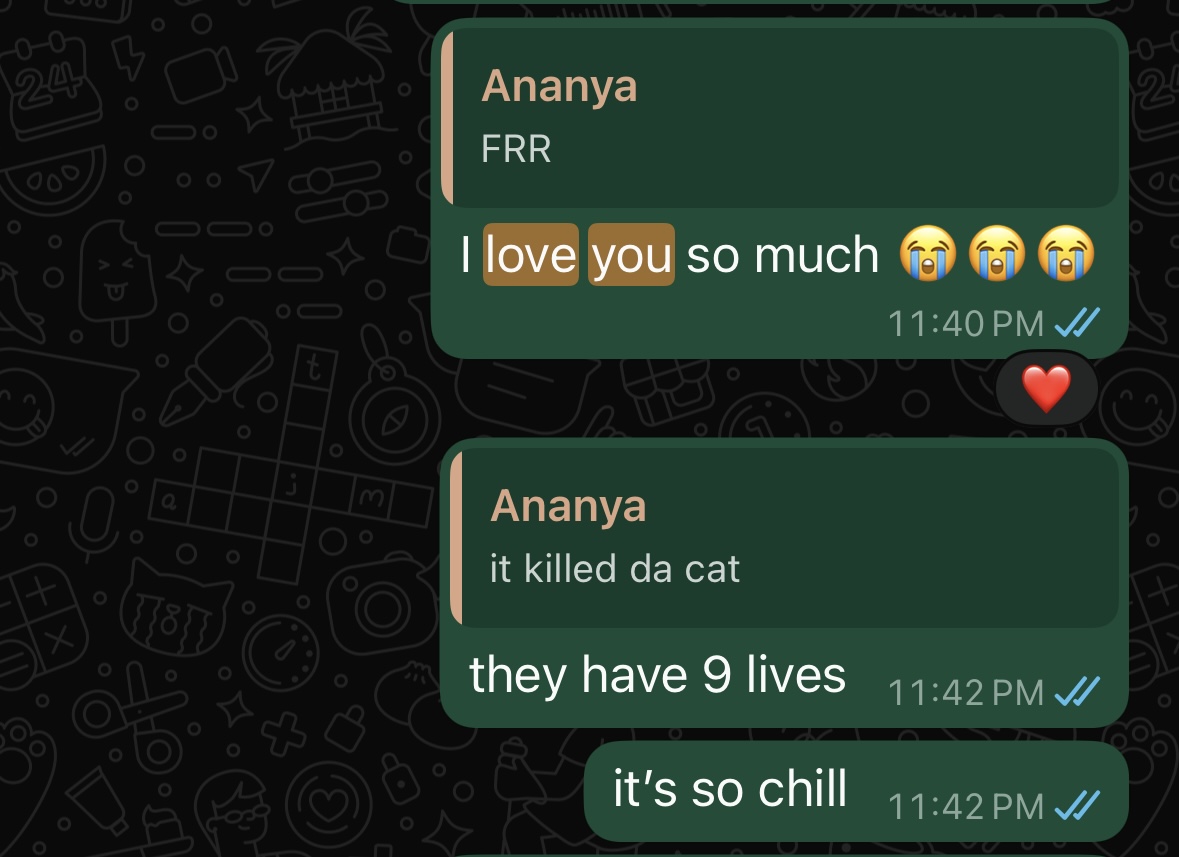 Ananya
FRR
I love you so much 😭😭😭
11:40 PM
❤️
Ananya
it killed da cat
they have 9 lives 11:42 PM
it’s so chill 11:42 PM